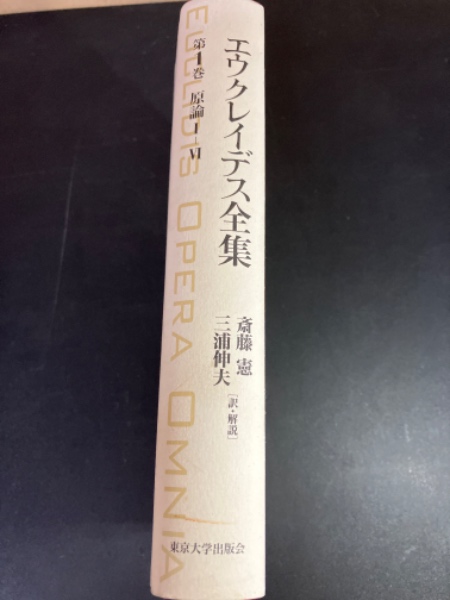 エウクレイデス全集
第1巻 原論 I–VI
斎藤 憲
三浦伸夫
[訳・解説]
東京大学出版会
EUCLIDIS OPERA OMNIA